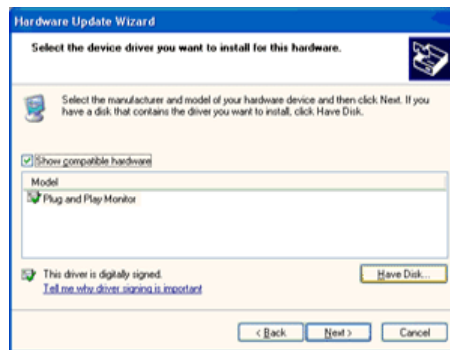 Hardware Update Wizard
Select the device driver you want to install for this hardware.
Select the manufacturer and model of your hardware device and then click Next. If you
have a disk that contains the driver you want to install, click Have Disk.
Show compatible hardware
Model
Plug and Play Monitor
This driver is digitally signed.
Have Disk...
Tell me why driver signing is important
< Back
Next >
Cancel